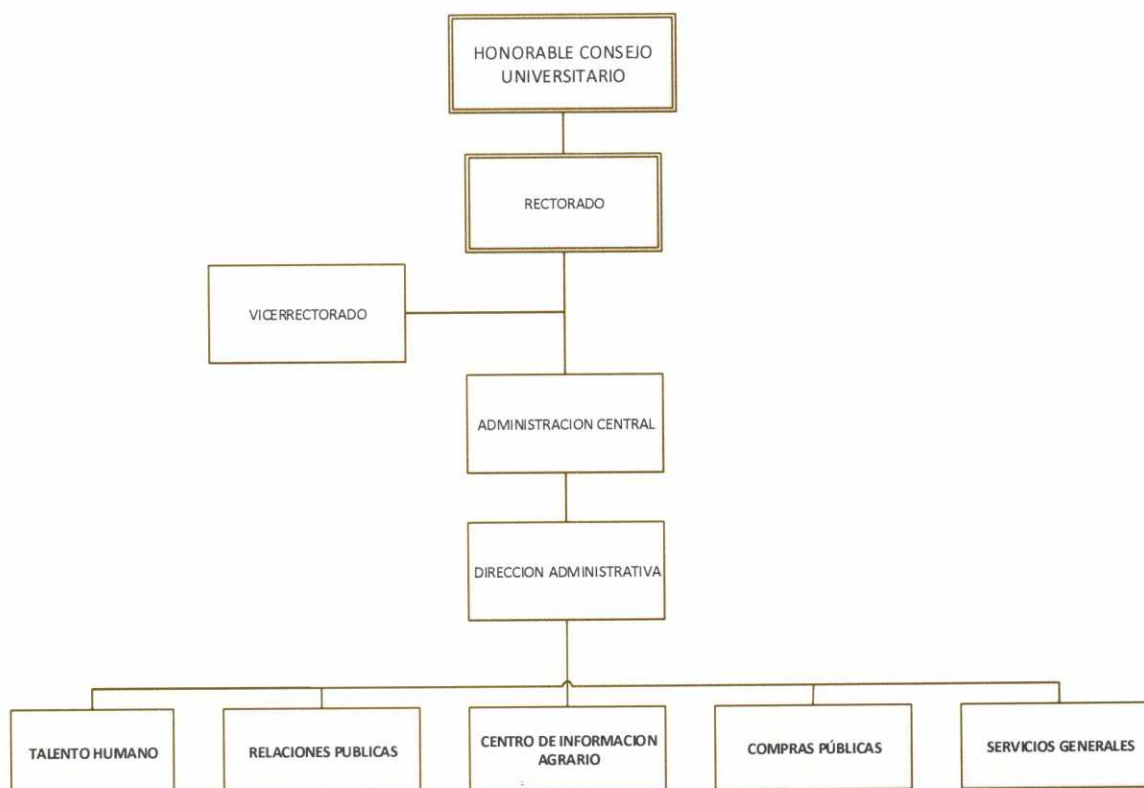 HONORABLE CONSEJO
UNIVERSITARIO
RECTORADO
VICERRECTORADO
ADMINISTRACION CENTRAL
DIRECCION ADMINISTRATIVA
TALENTO HUMANO
RELACIONES PUBLICAS
CENTRO DE INFORMACION
AGRARIO
COMPRAS PÚBLICAS
SERVICIOS GENERALES